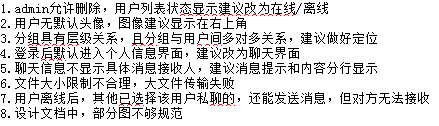 1.admin允许删除，用户列表状态显示建议改为在线/离线
2.用户无默认头像，图像建议显示在右上角
3.分组具有层级关系，且分组与用户间多对多关系，建议做好定位
4.登录后默认进入个人信息界面，建议改为聊天界面
5.聊天信息不显示具体消息接收人，建议消息提示和内容分行显示
6.文件大小限制不合理，大文件传输失败
7.用户离线后，其他已选择该用户私聊的，还能发送消息，但对方无法接收
8.设计文档中，部分图不够规范